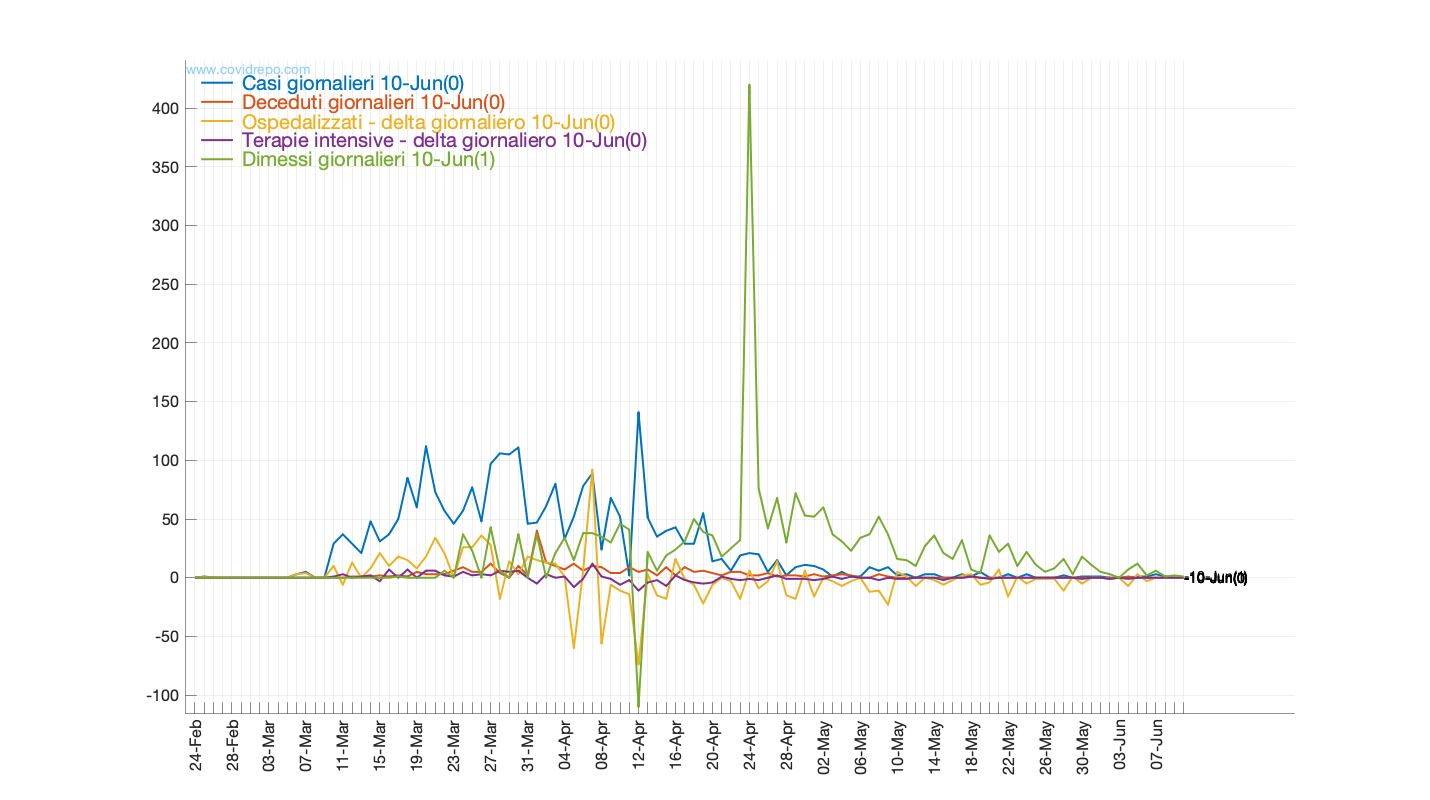 www.covidrepo.com
Casi giornalieri 10-Jun(0)
Deceduti giornalieri 10-Jun(0)
Ospedalizzati - delta giornaliero 10-Jun(0)
Terapie intensive - delta giornaliero 10-Jun(0)
Dimessi giornalieri 10-Jun(1)
400
350
300
250
200
150
100
50
0
-50
-100
24-Feb
28-Feb
03-Mar
07-Mar
11-Mar
15-Mar
19-Mar
23-Mar
27-Mar
31-Mar
04-Apr
08-Apr
12-Apr
16-Apr
20-Apr
24-Apr
28-Apr
02-May
06-May
10-May
14-May
18-May
22-May
26-May
30-May
03-Jun
07-Jun